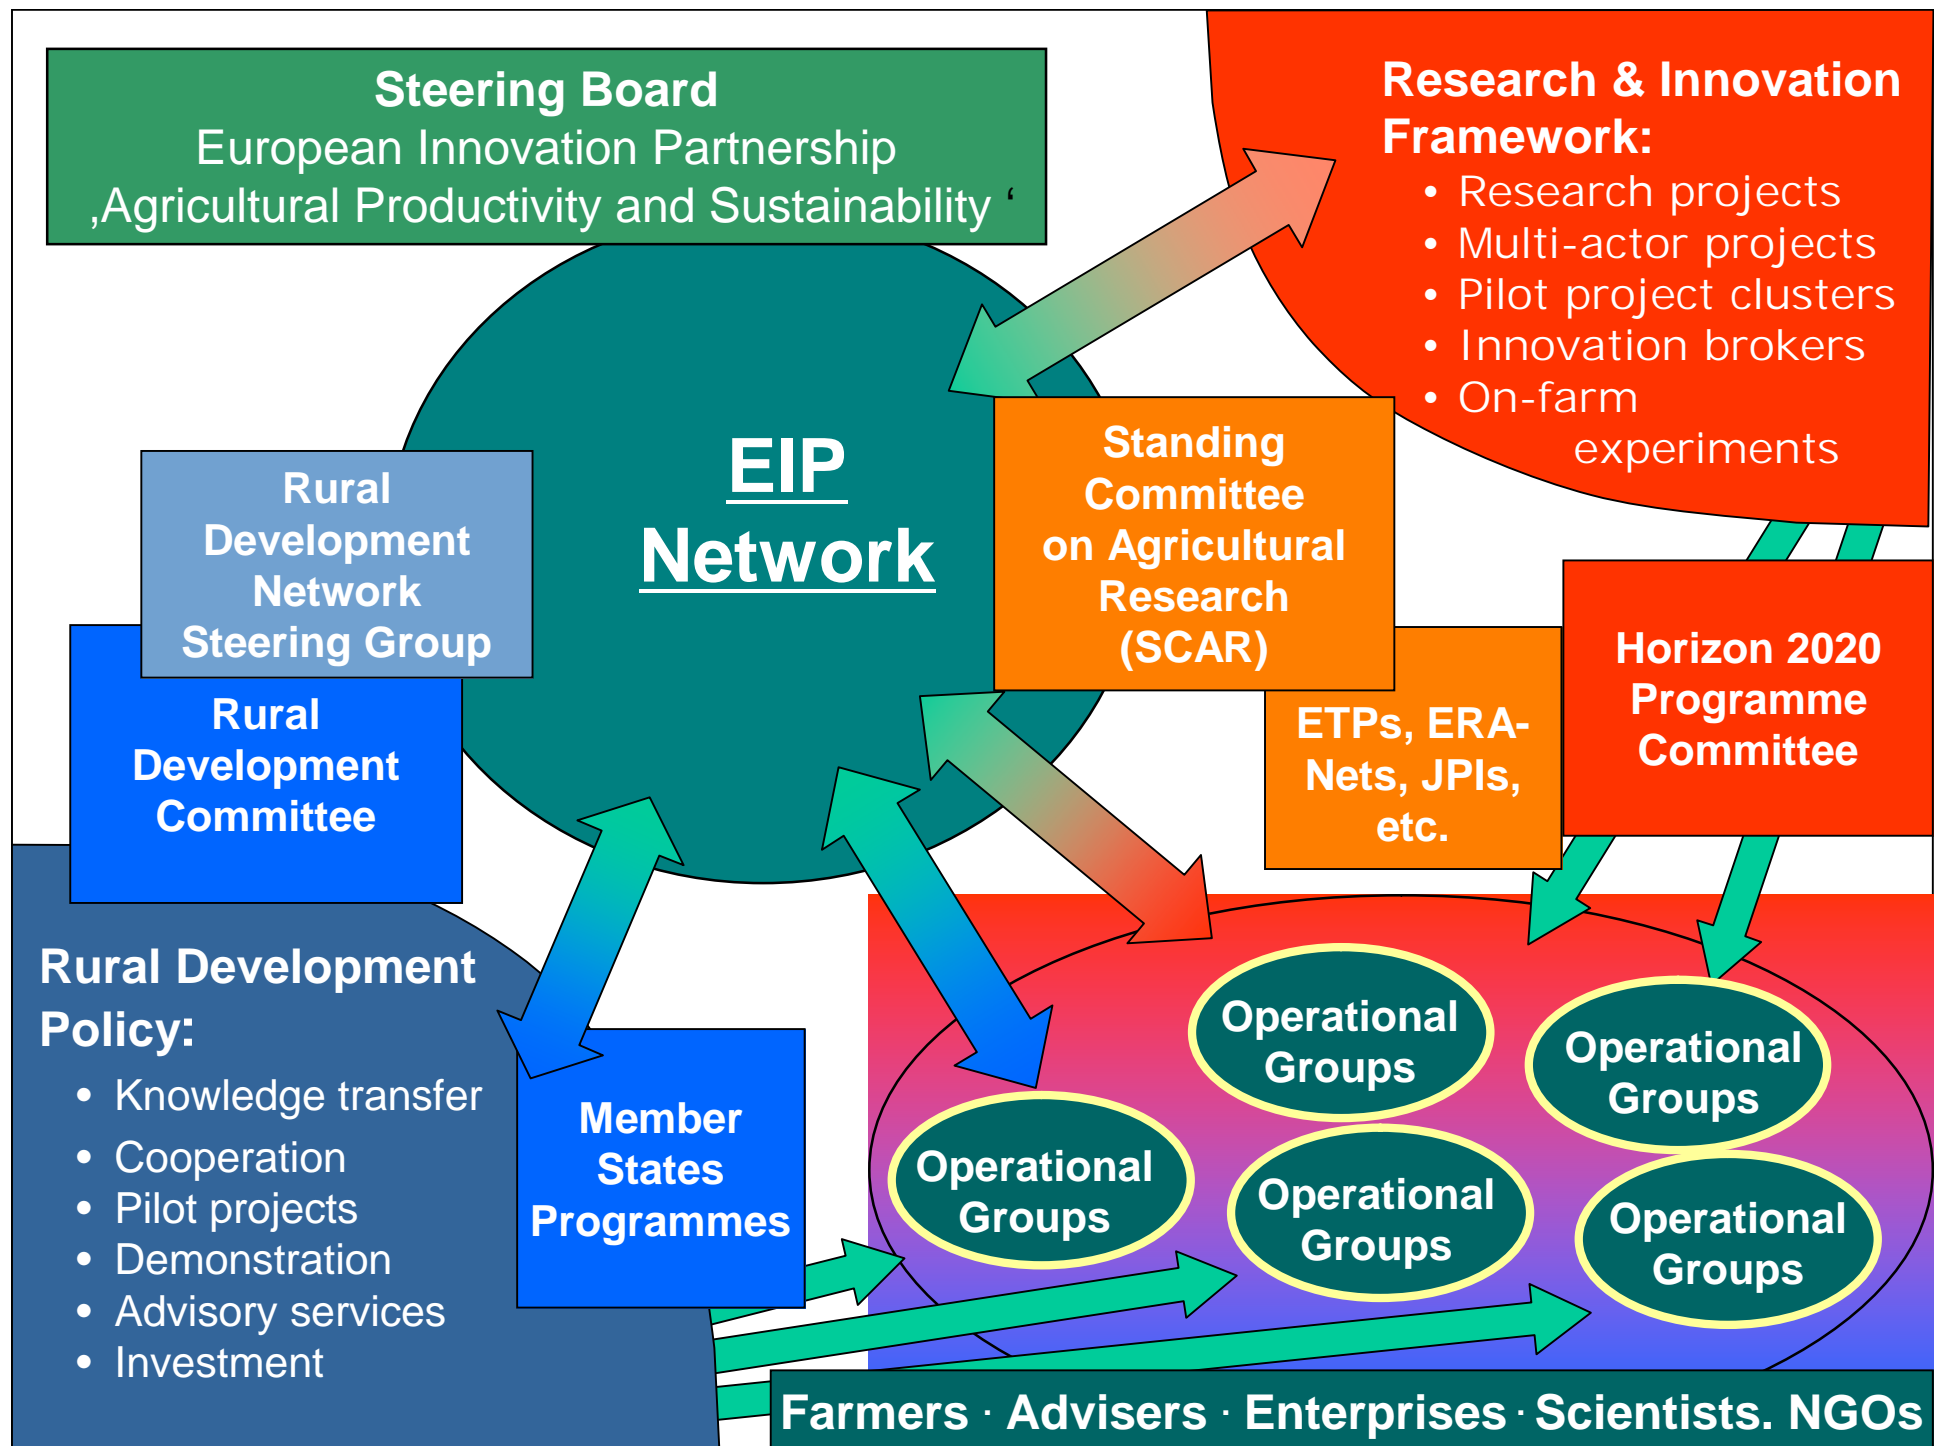 Steering Board
European Innovation Partnership
‚Agricultural Productivity and Sustainability ‘
Research & Innovation
Framework:
• Research projects
• Multi-actor projects
• Pilot project clusters
• Innovation brokers
• On-farm
experiments
EIP
Network
Standing
Committee
on Agricultural
Research
(SCAR)
Rural
Development
Network
Steering Group
Rural
Development
Committee
ETPs, ERA-
Nets, JPIs,
etc.
Horizon 2020
Programme
Committee
Rural Development
Policy:
• Knowledge transfer
• Cooperation
• Pilot projects
• Demonstration
• Advisory services
• Investment
Member
States
Programmes
Operational
Groups
Operational
Groups
Operational
Groups
Operational
Groups
Operational
Groups
Farmers · Advisers · Enterprises · Scientists. NGOs